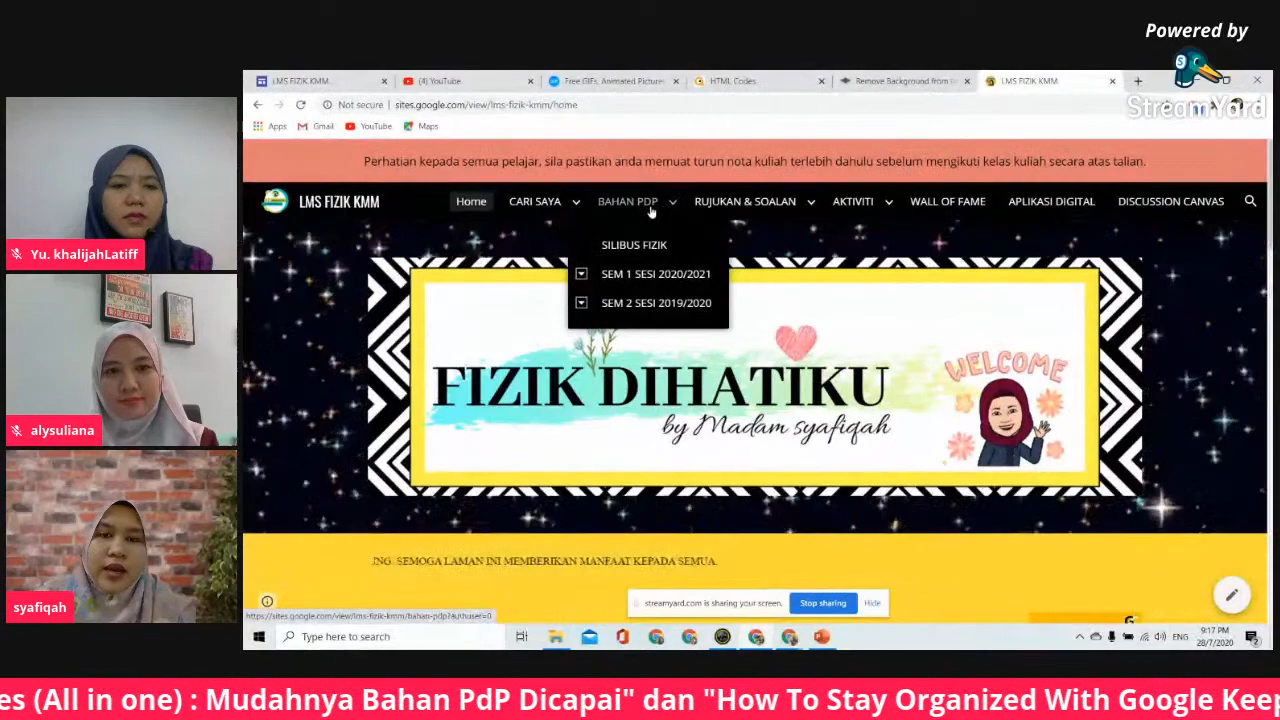 Powered by
StreamYard
LMS FIZIK KMM
(4) YouTube
Free GIFs, Animated Pictures
HTML Codes
Remove Background from
LMS FIZIK KMM
Not secure
sites.google.com/view/lms-fizik-kmm/home
Apps
Gmail
YouTube
Maps
Perhatian kepada semua pelajar, sila pastikan anda memuat turun nota kuliah terlebih dahulu sebelum mengikuti kelas kuliah secara atas talian.
LMS FIZIK KMM
Home
CARI SAYA
BAHAN PDP
RUJUKAN & SOALAN
AKTIVITI
WALL OF FAME
APLIKASI DIGITAL
DISCUSSION CANVAS
SILIBUS FIZIK
SEM 1 SESI 2020/2021
SEM 2 SESI 2019/2020
WELCOME
FIZIK DIHATIKU
by Madam syafiqah
Yu. khalijahLatiff
alysuliana
syafiqah
SEMOGA LAMAN INI MEMBERIKAN MANFAAT KEPADA SEMUA.
streamyard.com is sharing your screen.
Stop sharing
Hide
https://sites.google.com/view/lms-fizik-kmm/bahan-pdp?authuser=0
Type here to search
ENG
9:17 PM
28/7/2020
es (All in one) : Mudahnya Bahan PdP Dicapai" dan "How To Stay Organized With Google Keep